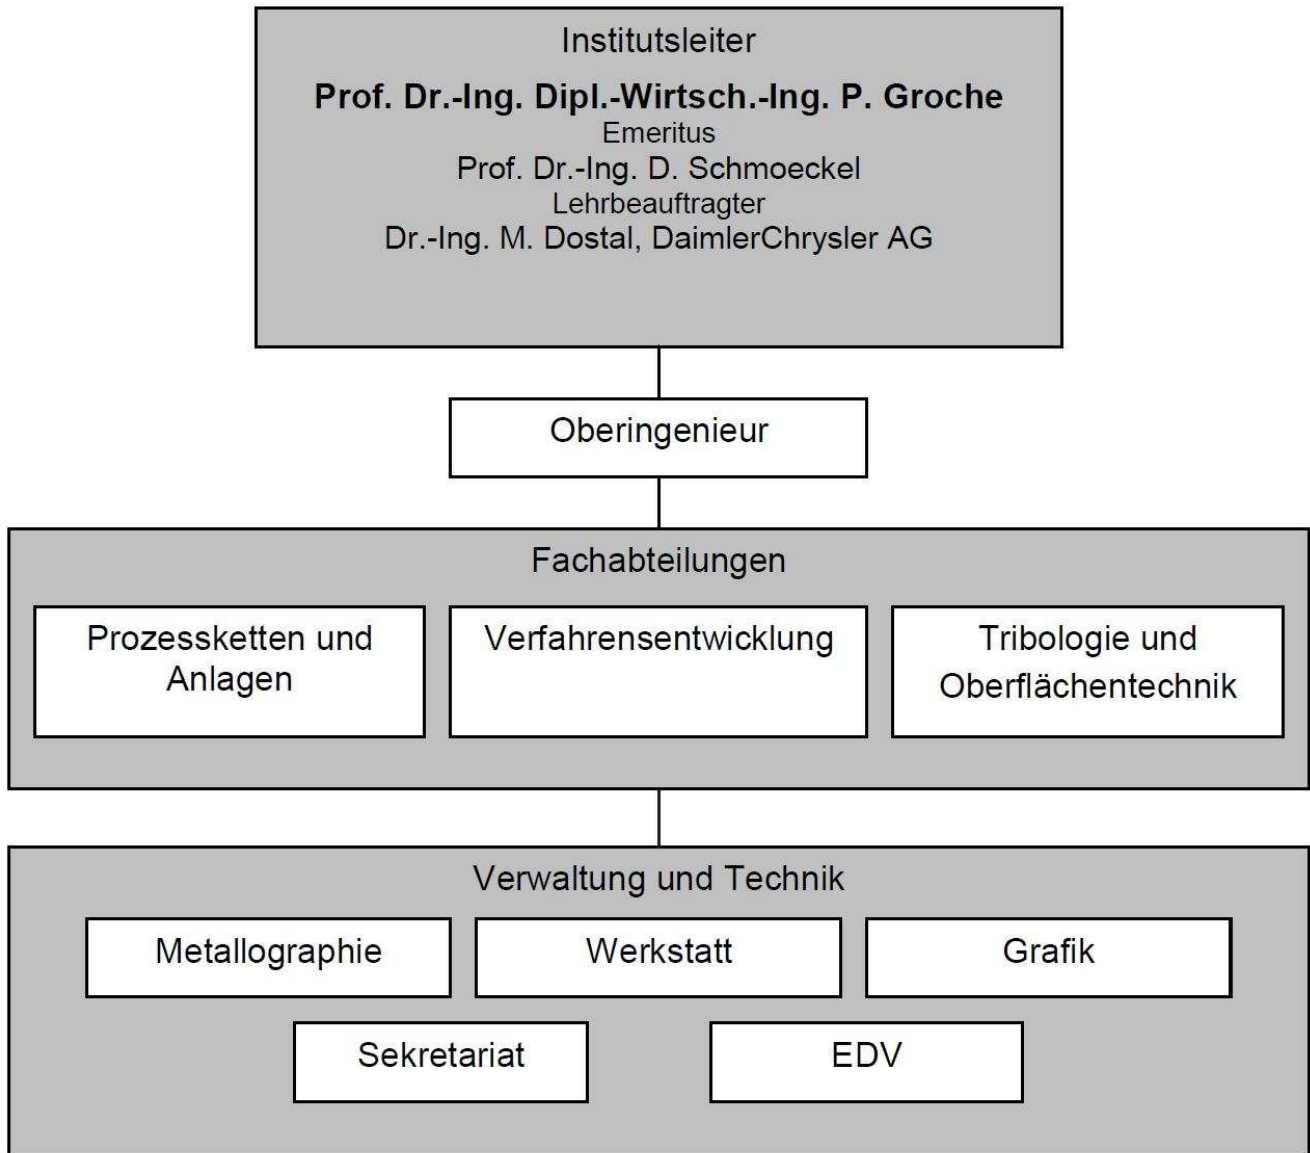 Institutsleiter
Prof. Dr.-Ing. Dipl.-Wirtsch.-Ing. P. Groche
Emeritus
Prof. Dr.-Ing. D. Schmoeckel
Lehrbeauftragter
Dr.-Ing. M. Dostal, DaimlerChrysler AG
Oberingenieur
Fachabteilungen
Prozessketten und
Anlagen
Verfahrensentwicklung
Tribologie und
Oberflächentechnik
Verwaltung und Technik
Metallographie
Werkstatt
Grafik
Sekretariat
EDV